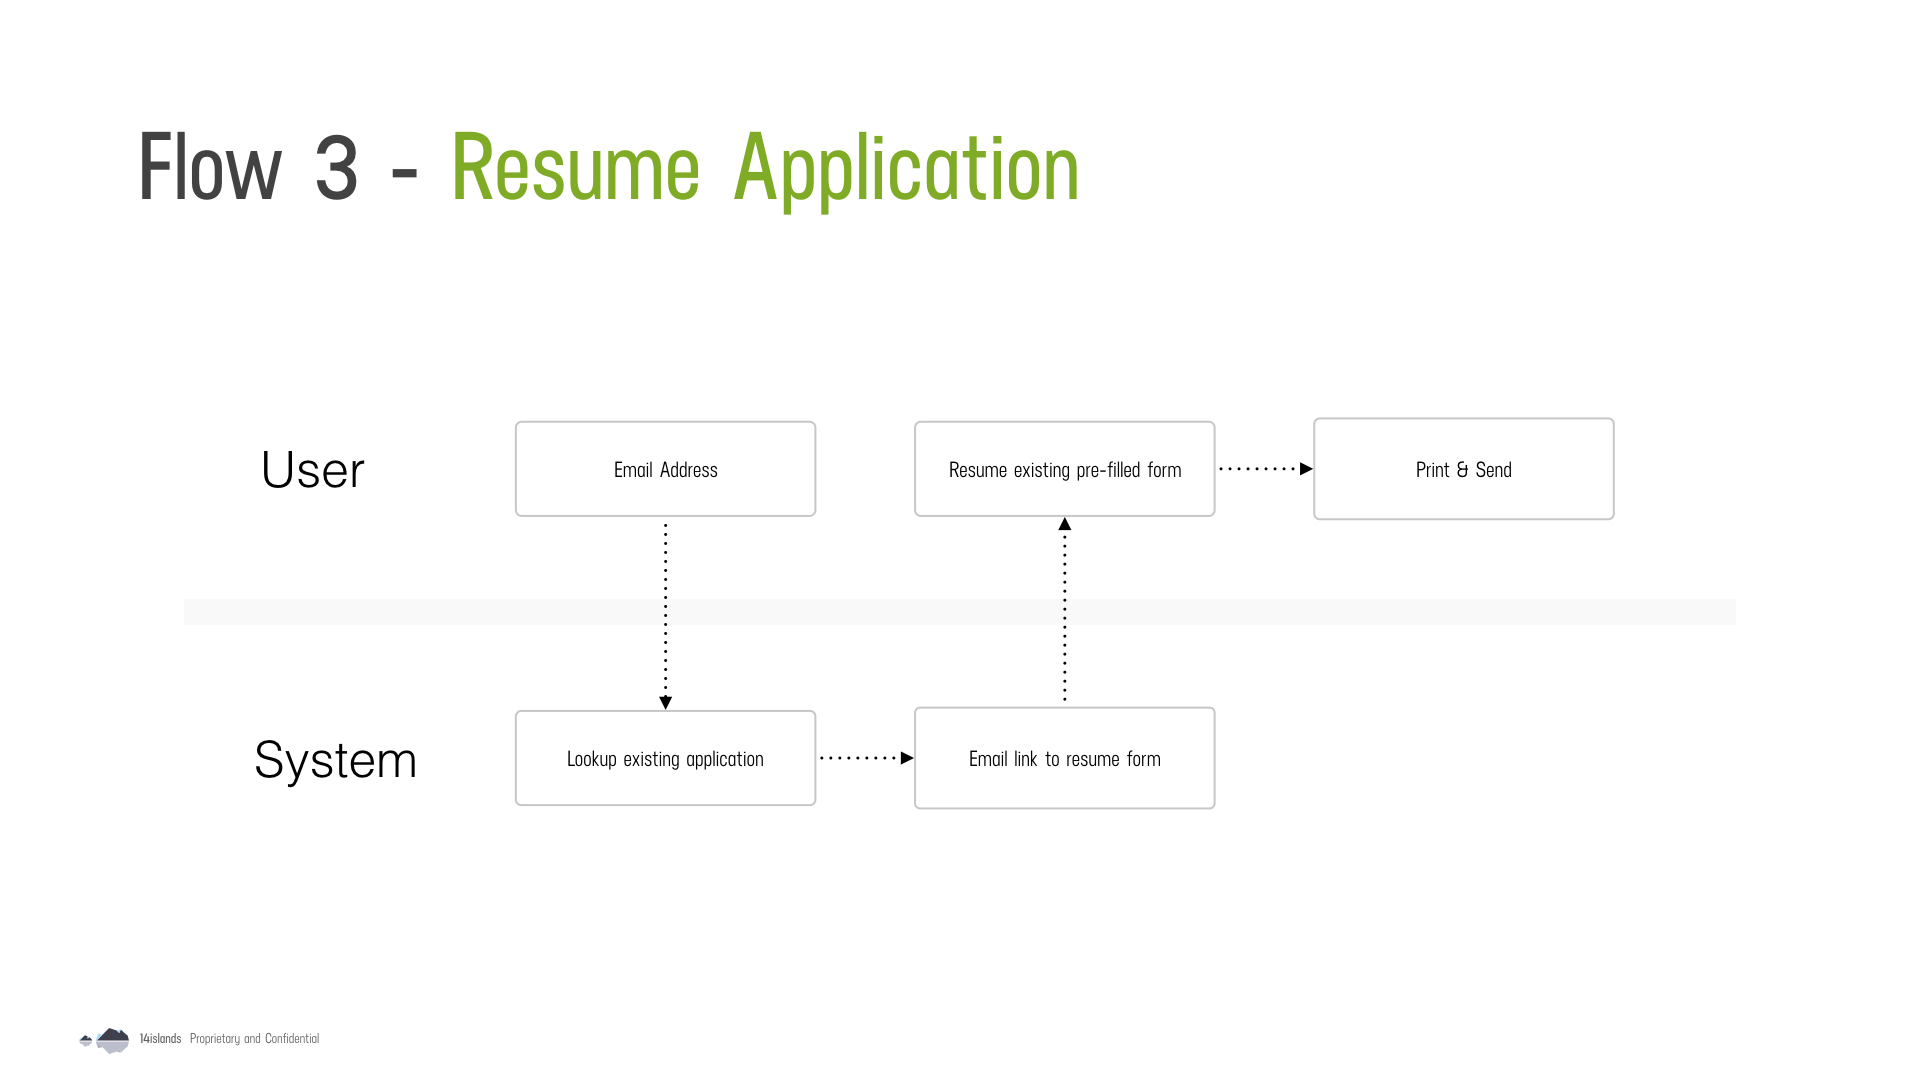 Flow 3 - Resume Application
User
Email Address
Resume existing pre-filled form
Print & Send
System
Lookup existing application
Email link to resume form
14islands Proprietary and Confidential